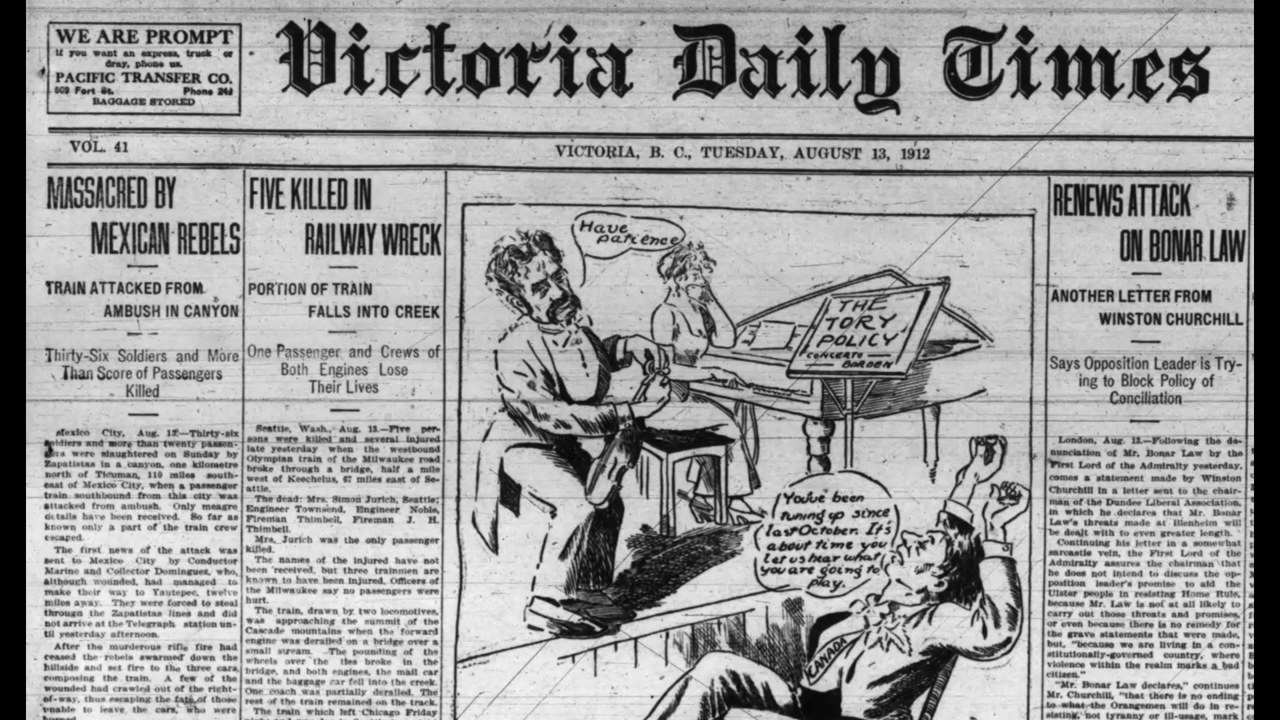 WE ARE PROMPT
If you want an express, truck or
dray, phone us.
PACIFIC TRANSFER CO.
Fort St. Phone
BAGGAGE STORED
Victoria Daily Times
VOL. 41
VICTORIA, B. C., TUESDAY, AUGUST 13, 1912
MASSACRED BY
MEXICAN REBELS
TRAIN ATTACKED FROM
AMBUSH IN CANYON
Thirty-Six Soldiers and More
Than Score of Passengers
Killed
Mexico City, Aug. 13.—Thirty-six
soldiers and more than twenty passen-
gers were slaughtered on Sunday by
Zapatistas in a canyon, one kilometre
north of Ticuman, 110 miles south-
east of Mexico City, when a passenger
train southbound from this city was
attacked from ambush. Only meagre
details have been received. So far as
known only a part of the train crew
escaped.
The first news of the attack was
sent to Mexico City by Conductor
Marine and Collector Domingues, who,
although wounded, had managed to
make their way to Yautepec, twelve
miles away. They were forced to steal
through the Zapatistas lines and did
not arrive at the Telegraph station un-
til yesterday afternoon.
After the murderous rifle fire had
ceased the rebels swarmed down the
hillside and set fire to the three cars,
composing the train. A few of the
wounded had crawled out of the right-
of-way, thus escaping the fate of those
unable to leave the cars, who were
FIVE KILLED IN
RAILWAY WRECK
PORTION OF TRAIN
FALLS INTO CREEK
One Passenger and Crews of
Both Engines Lose
Their Lives
Seattle, Wash., Aug. 13.—Five per-
sons were killed and several injured
late yesterday when the westbound
Olympian train of the Milwaukee road
broke through a bridge, half a mile
west of Keechelus, 67 miles east of Se-
attle.
The dead: Mrs. Simon Jurich, Seattle;
Engineer Townsend, Engineer Noble,
Fireman Thimbell, Fireman J. H.
Thimbell.
Mrs. Jurich was the only passenger
killed.
The names of the injured have not
been received, but three trainmen are
known to have been injured. Officers of
the Milwaukee say no passengers were
hurt.
The train, drawn by two locomotives,
was approaching the summit of the
Cascade mountains when the forward
engine was derailed on a bridge over a
small stream. The pounding of the
wheels over the ties broke in the
bridge, and both engines, the mail car
and the baggage car fell into the creek.
One coach was partially derailed. The
rest of the train remained on the track.
The train which left Chicago Friday
Have
patience
THE
TORY
POLICY
CONCERTO
BORDEN
You've been
tuning up since
last October. It's
about time you
let us hear what
you are going to
play.
CANADA
RENEWS ATTACK
ON BONAR LAW
ANOTHER LETTER FROM
WINSTON CHURCHILL
Says Opposition Leader is Try-
ing to Block Policy of
Conciliation
London, Aug. 13.—Following the de-
nunciation of Mr. Bonar Law by the
First Lord of the Admiralty yesterday,
comes a statement made by Winston
Churchill in a letter sent to the chair-
man of the Dundee Liberal Association,
in which he declares that Mr. Bonar
Law's threats made at Blenheim will
be dealt with to even greater length.
Continuing his letter in a somewhat
sarcastic vein, the First Lord of the
Admiralty assures the chairman that
he does not intend to discuss the op-
position leader's promise to aid the
Ulster people in resisting Home Rule,
because Mr. Law is not at all likely to
carry out those threats and promises,
or even because there is no remedy for
the grave statements that were made,
but, "because we are living in a con-
stitutionally-governed country, where
violence within the realm marks a bad
citizen."
"Mr. Bonar Law declares," continues
Mr. Churchill, "that there is no ending
to what the Orangemen will do in re-
sisting, not tyranny or ill-usage, mark